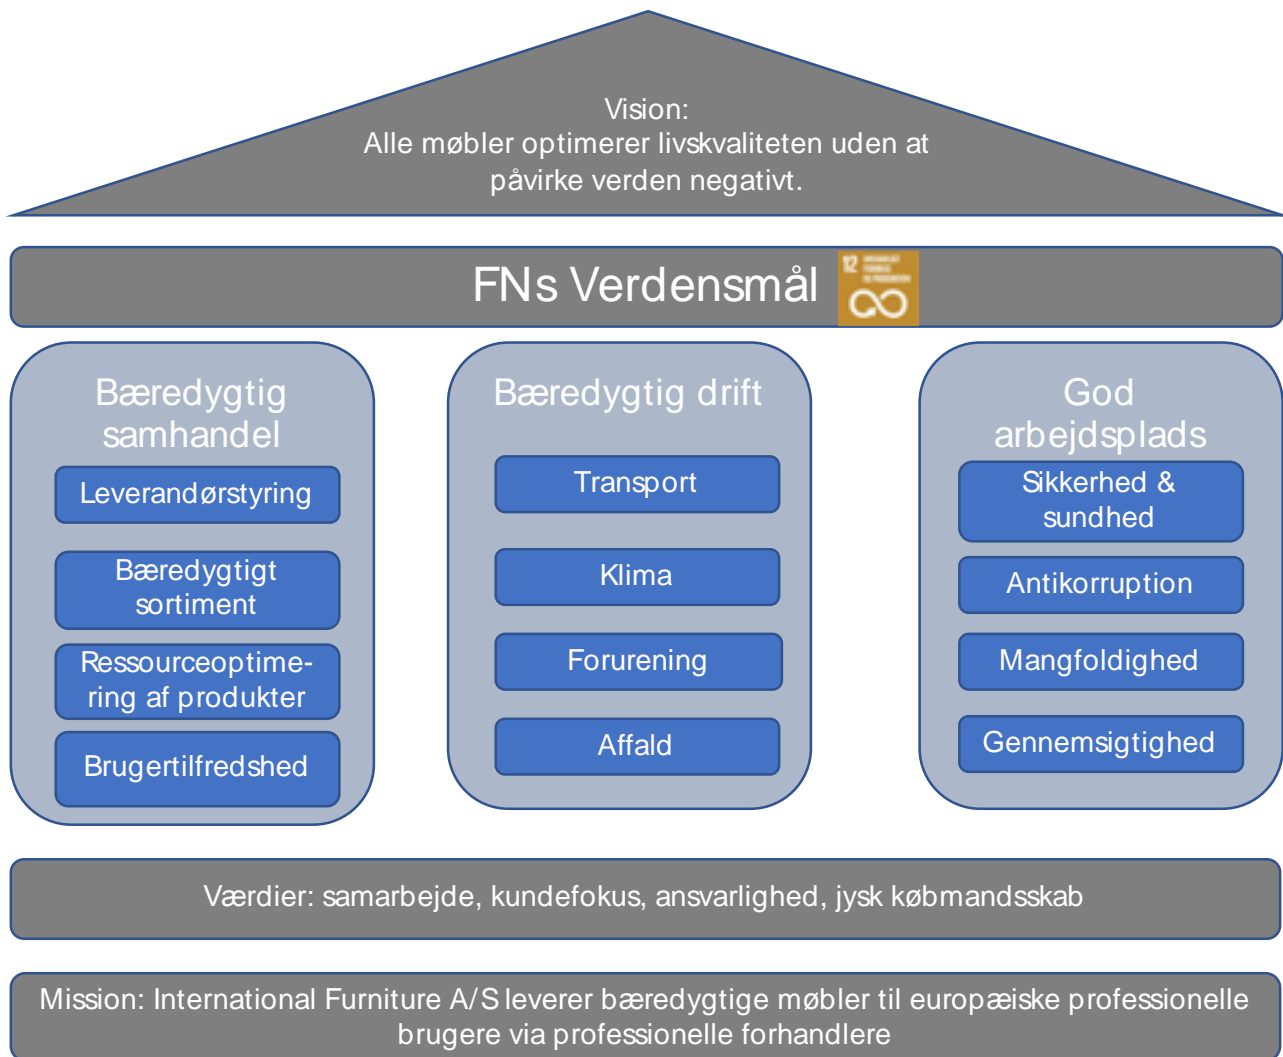 Vision:
Alle møbler optimerer livskvaliteten uden at
påvirke verden negativt.
FNs Verdensmål
12
Bæredygtig
samhandel
Leverandørstyring
Bæredygtigt
sortiment
Ressourceoptime-
ring af produkter
Brugertilfredshed
Bæredygtig drift
Transport
Klima
Forurening
Affald
God
arbejdsplads
Sikkerhed &
sundhed
Antikorruption
Mangfoldighed
Gennemsigtighed
Værdier: samarbejde, kundefokus, ansvarlighed, jysk købmandsskab
Mission: International Furniture A/S leverer bæredygtige møbler til europæiske professionelle
brugere via professionelle forhandlere